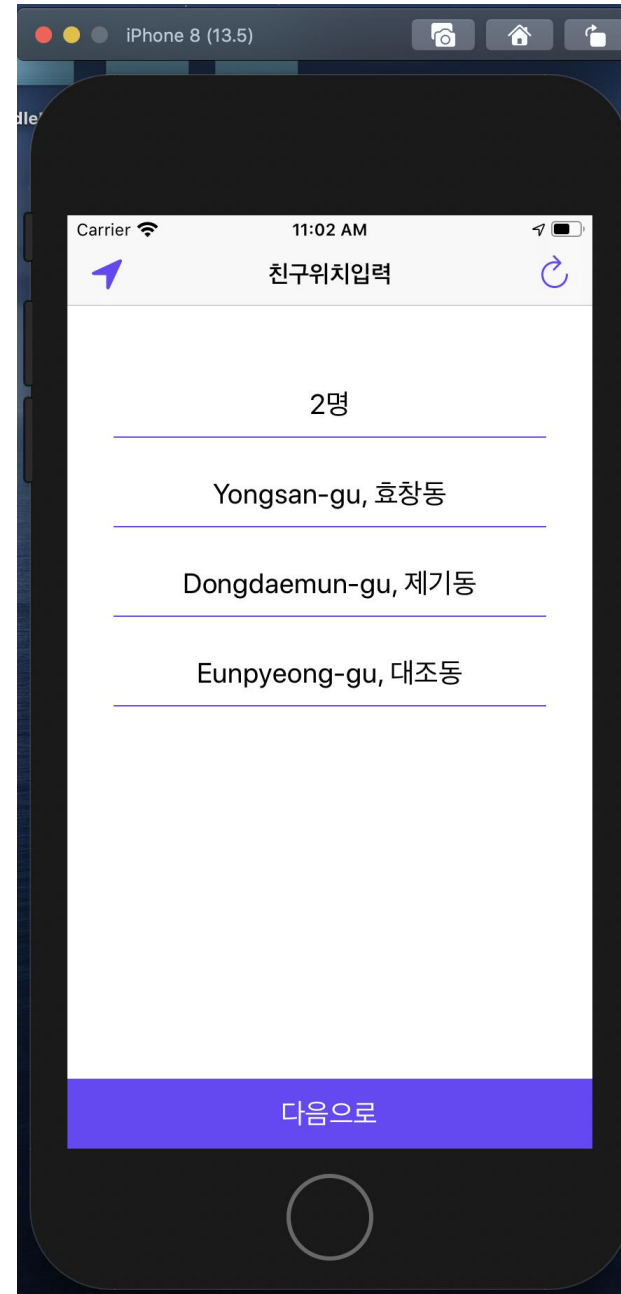 iPhone 8 (13.5)
Carrier 11:02 AM
친구위치입력
2명
Yongsan-gu, 효창동
Dongdaemun-gu, 제기동
Eunpyeong-gu, 대조동
다음으로